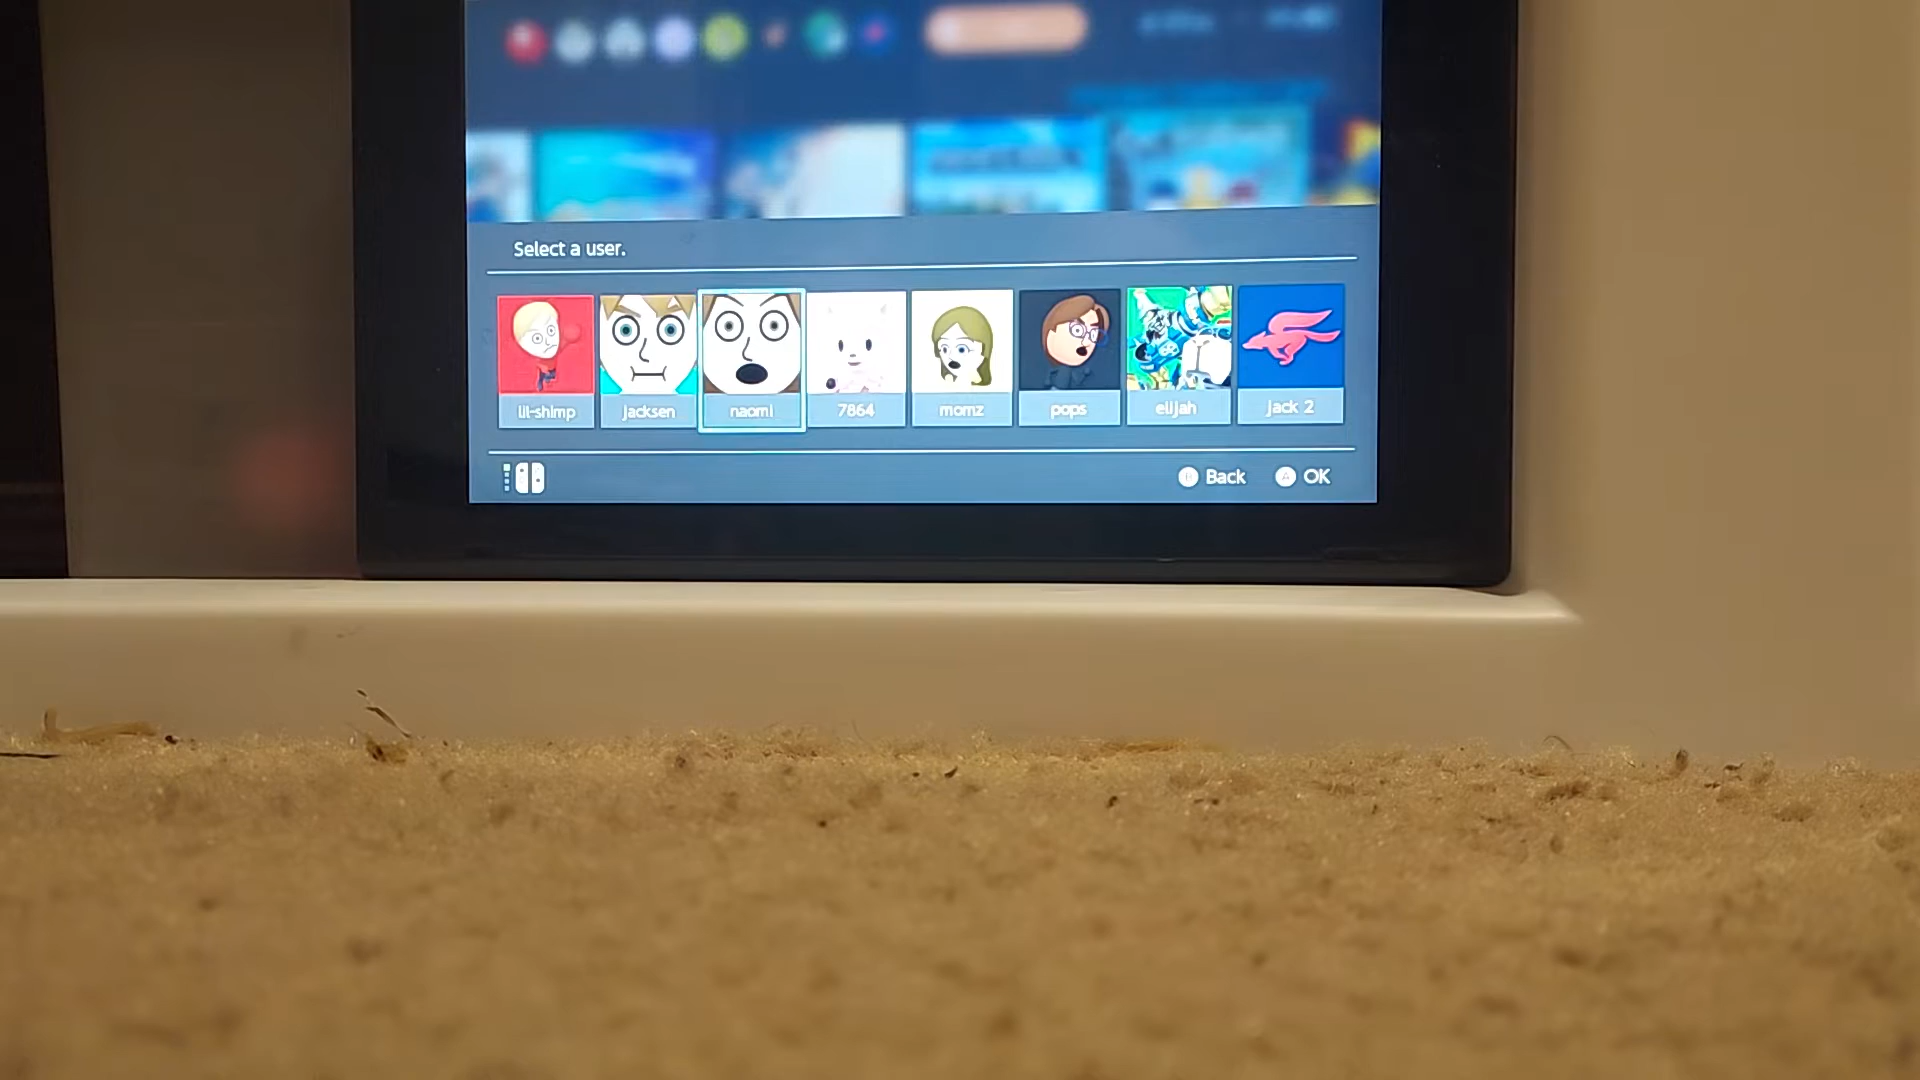 Select a user.
lil-shimp
jacksen
naomi
7864
momz
pops
elijah
Jack 2
B Back
A OK